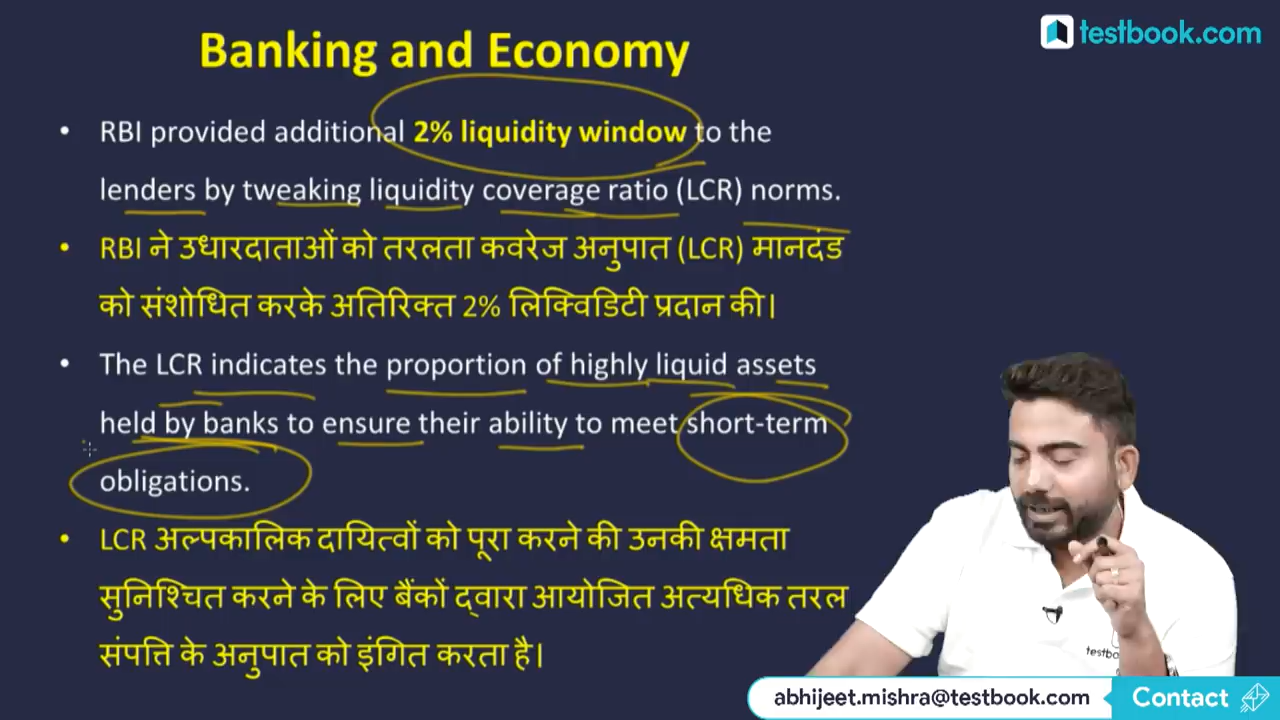 Banking and Economy
testbook.com
• RBI provided additional 2% liquidity window to the
lenders by tweaking liquidity coverage ratio (LCR) norms.
• RBI ने उधारदाताओं को तरलता कवरेज अनुपात (LCR) मानदंड
को संशोधित करके अतिरिक्त 2% लिक्विडिटी प्रदान की।
• The LCR indicates the proportion of highly liquid assets
held by banks to ensure their ability to meet short-term
obligations.
• LCR अल्पकालिक दायित्वों को पूरा करने की उनकी क्षमता
सुनिश्चित करने के लिए बैंकों द्वारा आयोजित अत्यधिक तरल
संपत्ति के अनुपात को इंगित करता है।
abhijeet.mishra@testbook.com
Contact